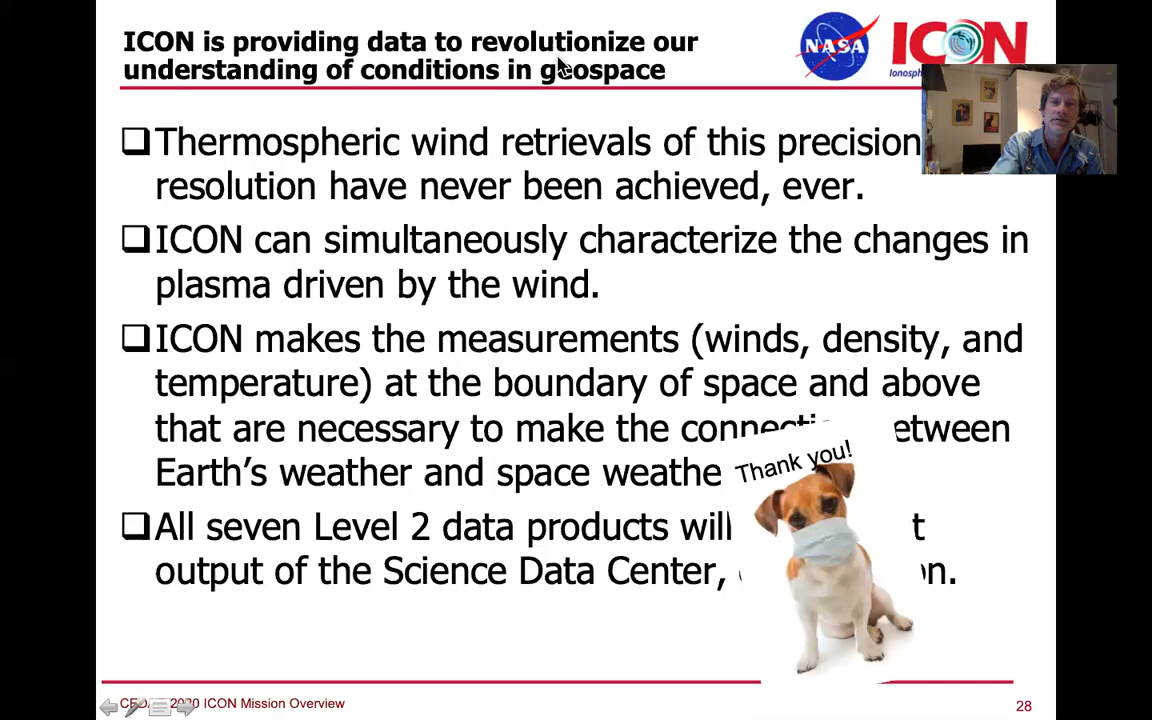 ICON is providing data to revolutionize our
understanding of conditions in geospace
NASA
ICON
Ionosph
Thermospheric wind retrievals of this precision
resolution have never been achieved, ever.
ICON can simultaneously characterize the changes in
plasma driven by the wind.
ICON makes the measurements (winds, density, and
temperature) at the boundary of space and above
that are necessary to make the connecti etween
Earth's weather and space weathe
Thank you!
All seven Level 2 data products will t
output of the Science Data Center, n.
2020 ICON Mission Overview
28